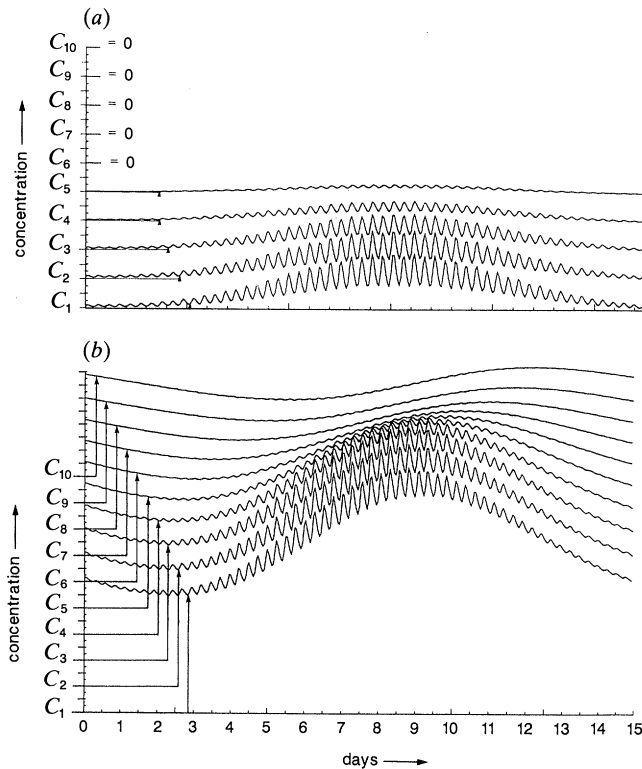 (a)
C10 = 0
C9 = 0
C8 = 0
C7 = 0
C6 = 0
C5
C4
C3
C2
C1
concentration
(b)
C10
C9
C8
C7
C6
C5
C4
C3
C2
C1
concentration
0 1 2 3 4 5 6 7 8 9 10 11 12 13 14 15
days